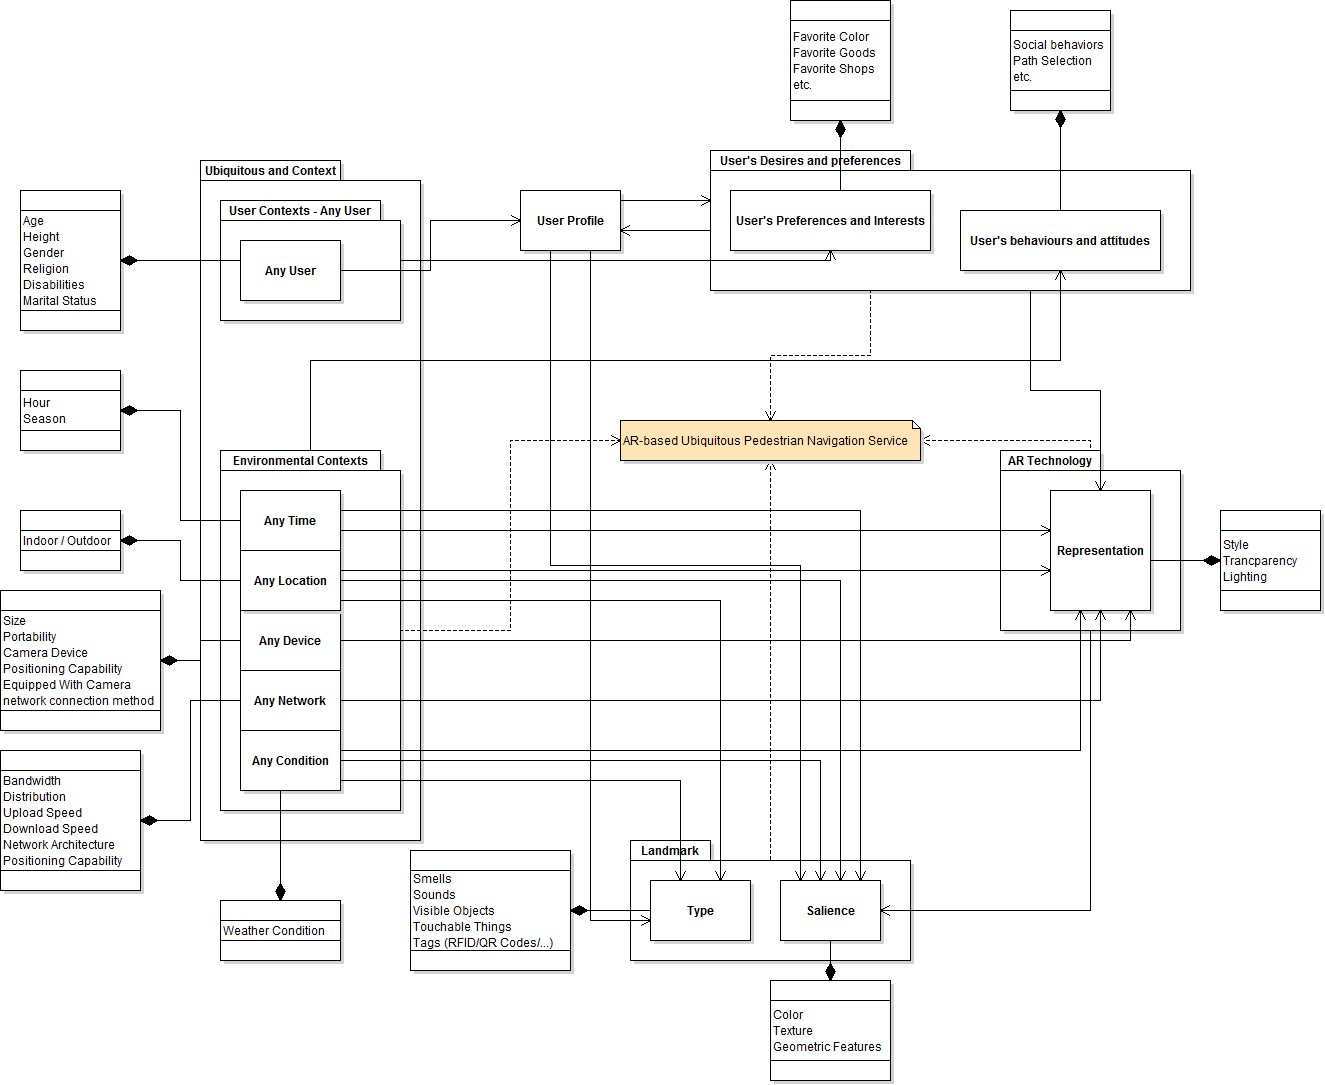 Favorite Color
Favorite Goods
Favorite Shops
etc.
Social behaviors
Path Selection
etc.
User's Desires and preferences
User's Preferences and Interests
User's behaviours and attitudes
Ubiquitous and Context
User Contexts - Any User
Any User
User Profile
Age
Height
Gender
Religion
Disabilities
Marital Status
Hour
Season
Indoor / Outdoor
Size
Portability
Camera Device
Positioning Capability
Equipped With Camera
network connection method
Bandwidth
Distribution
Upload Speed
Download Speed
Network Architecture
Positioning Capability
Environmental Contexts
Any Time
Any Location
Any Device
Any Network
Any Condition
Weather Condition
AR-based Ubiquitous Pedestrian Navigation Service
AR Technology
Representation
Style
Trancparency
Lighting
Landmark
Type
Salience
Smells
Sounds
Visible Objects
Touchable Things
Tags (RFID/QR Codes/...)
Color
Texture
Geometric Features